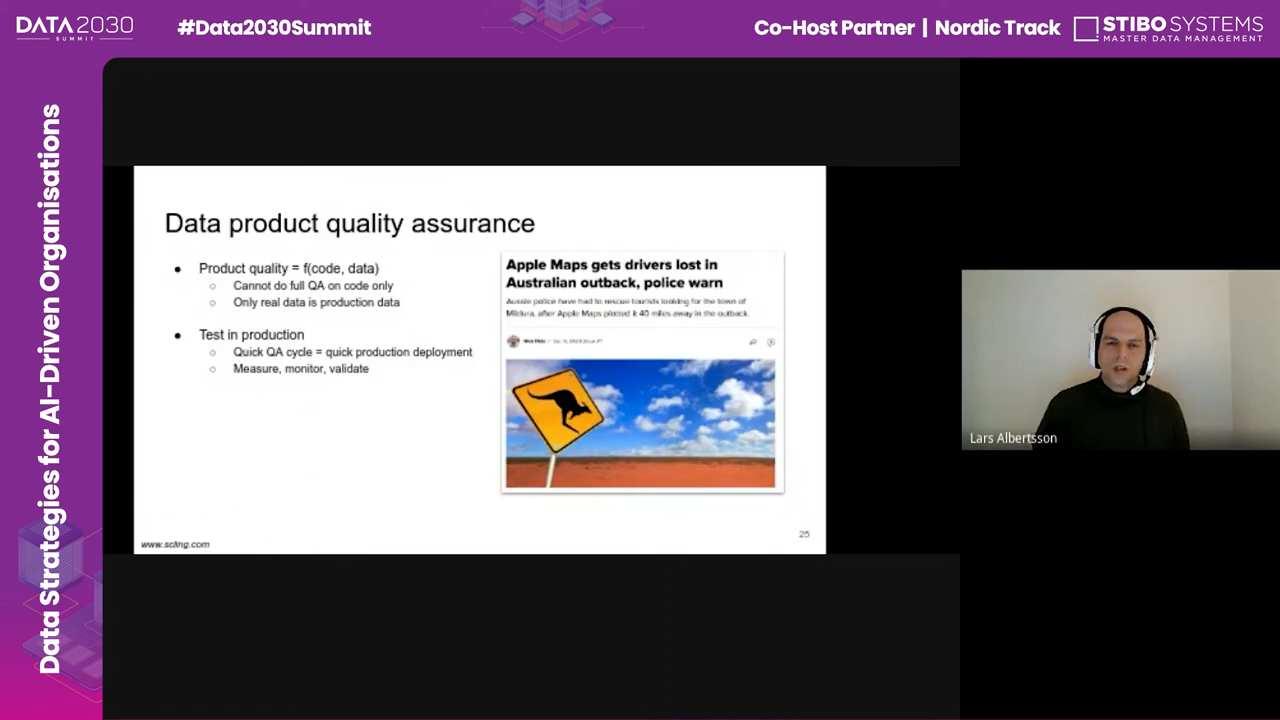 DATA2030
SUMMIT
#Data2030Summit
Co-Host Partner | Nordic Track
STIBO SYSTEMS
MASTER DATA MANAGEMENT
Data Strategies for AI-Driven Organisations
Data product quality assurance
● Product quality = f(code, data)
○ Cannot do full QA on code only
○ Only real data is production data
● Test in production
○ Quick QA cycle = quick production deployment
○ Measure, monitor, validate
Apple Maps gets drivers lost in
Australian outback, police warn
Aussie police have had to rescue tourists looking for the town of
Mildura, after Apple Maps plotted it 40 miles away in the outback.
www.scling.com
25
Lars Albertsson